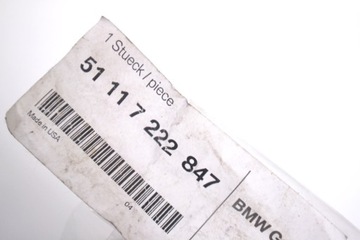 1 Stueck / piece
51 11 7 222 847
Made in USA
04
BMW G